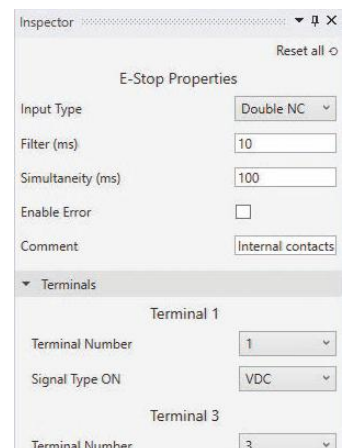 Inspector
Reset all
E-Stop Properties
Input Type Double NC
Filter (ms) 10
Simultaneity (ms) 100
Enable Error
Comment Internal contacts
Terminals
Terminal 1
Terminal Number 1
Signal Type ON VDC
Terminal 3
Terminal Number 3